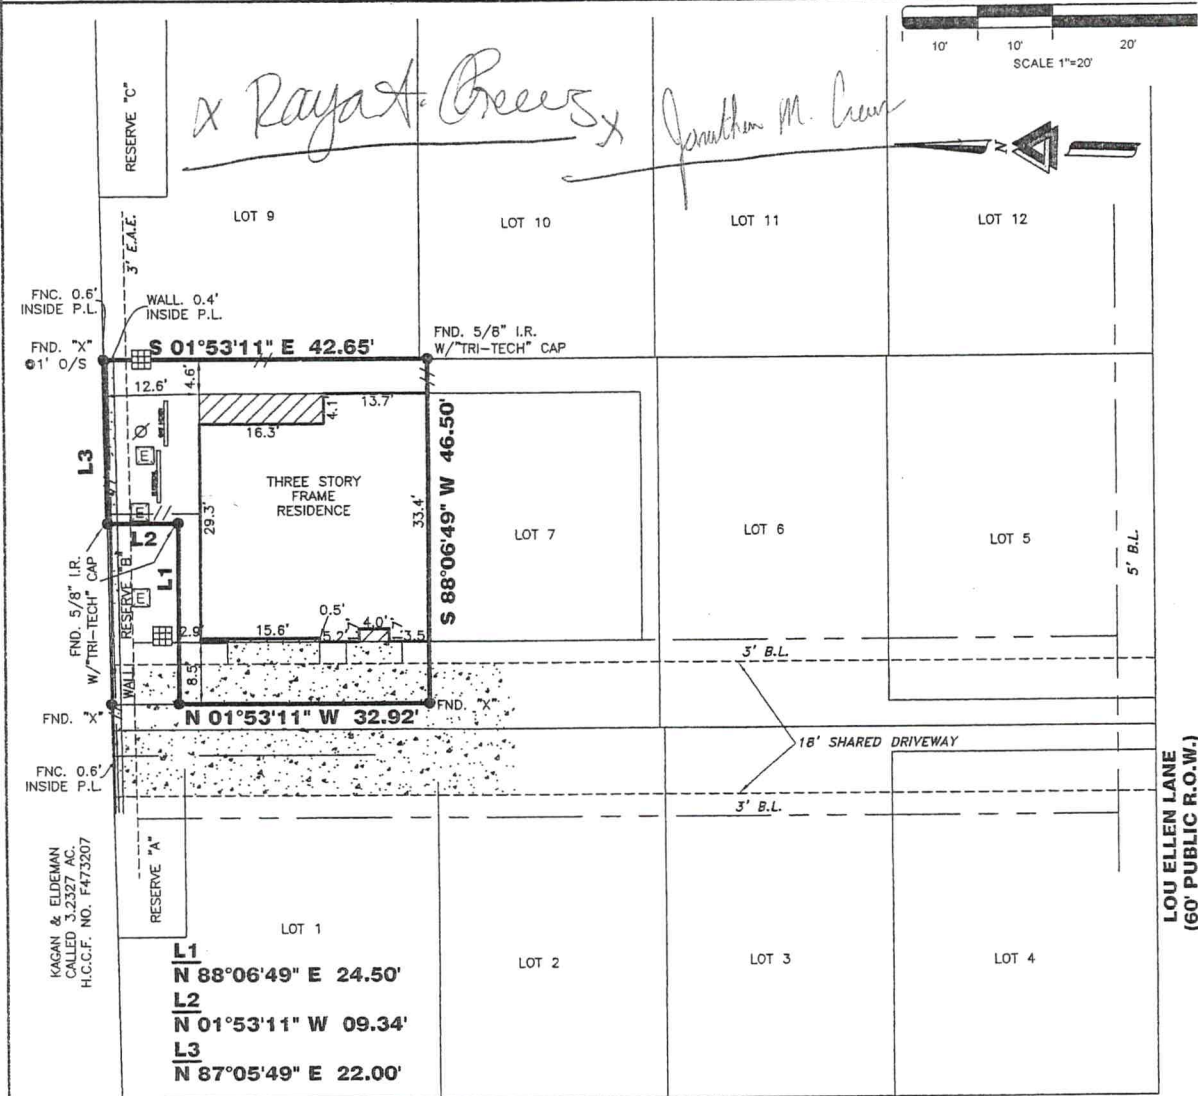 10' 10' 20'
SCALE 1"=20'
RESERVE "C"
X Raya A. Crews
X Jonathan M. Crews
N
LOT 9
LOT 10
LOT 11
LOT 12
3' E.A.E.
FNC. 0.6'
INSIDE P.L.
WALL. 0.4'
INSIDE P.L.
FND. "X"
@1' O/S
S 01°53'11" E 42.65'
FND. 5/8" I.R.
W/"TRI-TECH" CAP
12.6'
4.6'
16.3'
4.1'
13.7'
L3
E
THREE STORY
FRAME
RESIDENCE
29.3'
33.4'
S 88°06'49" W 46.50'
LOT 7
LOT 6
LOT 5
5' B.L.
E
L2
FND. 5/8" I.R.
W/"TRI-TECH" CAP
WALL
RESERVE "B"
L1
E
2.9'
15.6'
0.5'
5.2'
4.0'
3.5'
8.5'
3' B.L.
FND. "X"
N 01°53'11" W 32.92'
FND. "X"
18' SHARED DRIVEWAY
FNC. 0.6'
INSIDE P.L.
3' B.L.
LOU ELLEN LANE
(60' PUBLIC R.O.W.)
KAGAN & ELDEMAN
CALLED 3.2327 AC.
H.C.C.F. NO. F473207
RESERVE "A"
LOT 1
LOT 2
LOT 3
LOT 4
L1
N 88°06'49" E 24.50'
L2
N 01°53'11" W 09.34'
L3
N 87°05'49" E 22.00'